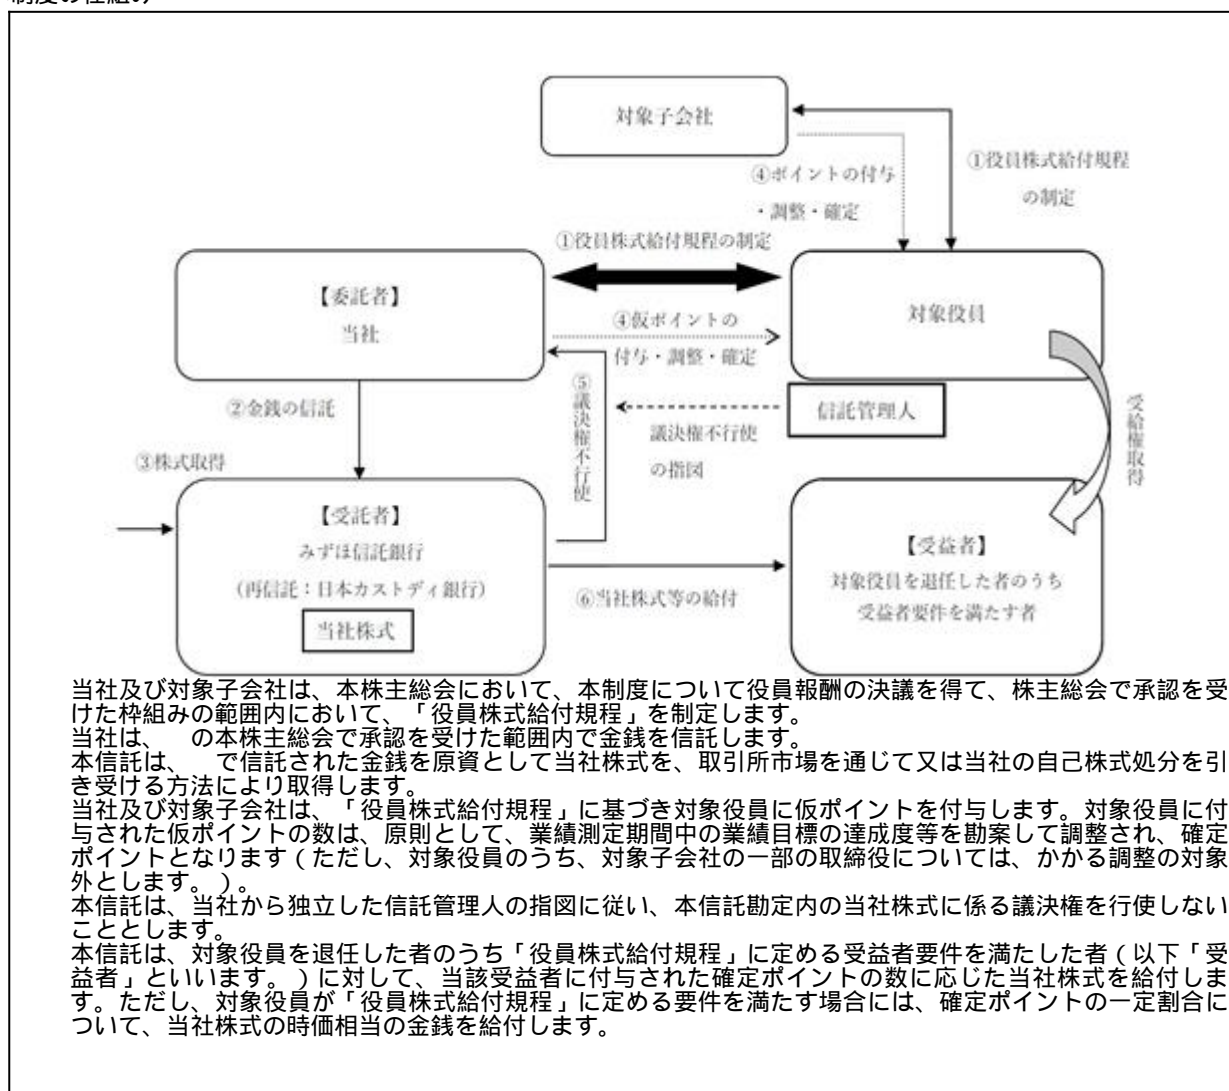 制度の仕組み
対象子会社
①役員株式給付規程
の制定
④ポイントの付与
・調整・確定
①役員株式給付規程の制定
【委託者】
当社
④仮ポイントの
付与・調整・確定
対象役員
②金銭の信託
⑤議決権不行使
信託管理人
議決権不行使
の指図
受給権取得
③株式取得
【受託者】
みずほ信託銀行
(再信託:日本カストディ銀行)
当社株式
⑥当社株式等の給付
【受益者】
対象役員を退任した者のうち
受益者要件を満たす者
当社及び対象子会社は、本株主総会において、本制度について役員報酬の決議を得て、株主総会で承認を受
けた枠組みの範囲内において、「役員株式給付規程」を制定します。
当社は、 の本株主総会で承認を受けた範囲内で金銭を信託します。
本信託は、 で信託された金銭を原資として当社株式を、取引所市場を通じて又は当社の自己株式処分を引
き受ける方法により取得します。
当社及び対象子会社は、「役員株式給付規程」に基づき対象役員に仮ポイントを付与します。対象役員に付
与された仮ポイントの数は、原則として、業績測定期間中の業績目標の達成度等を勘案して調整され、確定
ポイントとなります(ただし、対象役員のうち、対象子会社の一部の取締役については、かかる調整の対象
外とします。)。
本信託は、当社から独立した信託管理人の指図に従い、本信託勘定内の当社株式に係る議決権を行使しない
こととします。
本信託は、対象役員を退任した者のうち「役員株式給付規程」に定める受益者要件を満たした者(以下「受
益者」といいます。)に対して、当該受益者に付与された確定ポイントの数に応じた当社株式を給付しま
す。ただし、対象役員が「役員株式給付規程」に定める要件を満たす場合には、確定ポイントの一定割合に
ついて、当社株式の時価相当の金銭を給付します。